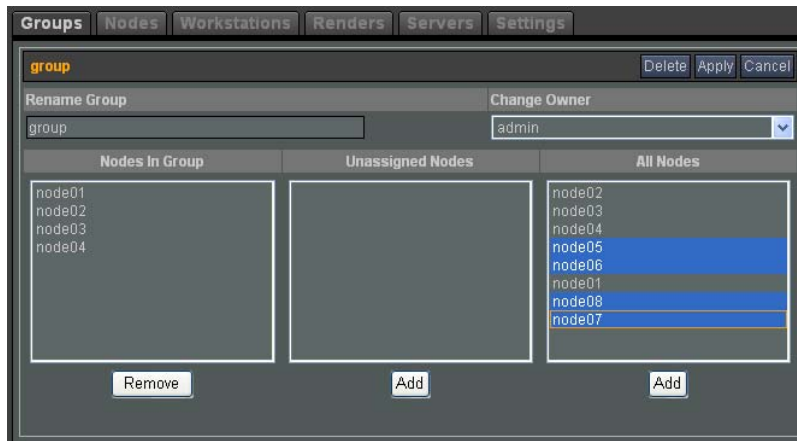 Groups Nodes Workstations Renders Servers Settings
group Delete Apply Cancel
Rename Group Change Owner
group admin
Nodes In Group Unassigned Nodes All Nodes
node01
node02
node03
node04
node02
node03
node04
node05
node06
node01
node08
node07
Remove Add Add